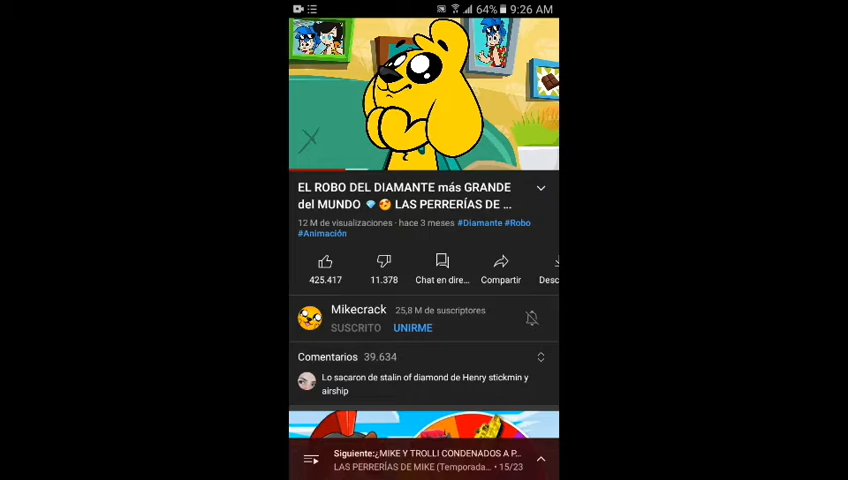 64% 9:26 AM
EL ROBO DEL DIAMANTE más GRANDE
del MUNDO 💎 😍 LAS PERRERÍAS DE ...
12 M de visualizaciones · hace 3 meses #Diamante #Robo
#Animación
425.417 11.378 Chat en dire... Compartir Desc
Mikecrack 25,8 M de suscriptores
SUSCRITO UNIRME
Comentarios 39.634
Lo sacaron de stalin of diamond de Henry stickmin y
airship
Siguiente:¿MIKE Y TROLLI CONDENADOS A P...
LAS PERRERÍAS DE MIKE (Temporada... • 15/23